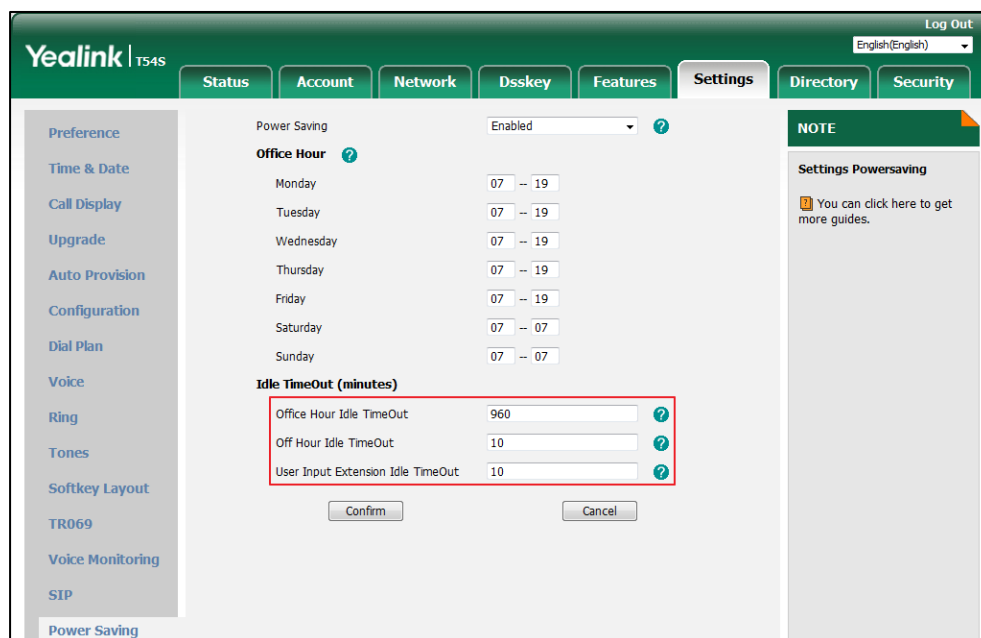 Log Out
Yealink | T54S
English(English)
Status Account Network Dsskey Features Settings Directory Security
Preference
Time & Date
Call Display
Upgrade
Auto Provision
Configuration
Dial Plan
Voice
Ring
Tones
Softkey Layout
TR069
Voice Monitoring
SIP
Power Saving
Power Saving Enabled ?
Office Hour ?
Monday 07 -- 19
Tuesday 07 -- 19
Wednesday 07 -- 19
Thursday 07 -- 19
Friday 07 -- 19
Saturday 07 -- 07
Sunday 07 -- 07
Idle TimeOut (minutes)
Office Hour Idle TimeOut 960 ?
Off Hour Idle TimeOut 10 ?
User Input Extension Idle TimeOut 10 ?
Confirm Cancel
NOTE
Settings Powersaving
? You can click here to get
more guides.